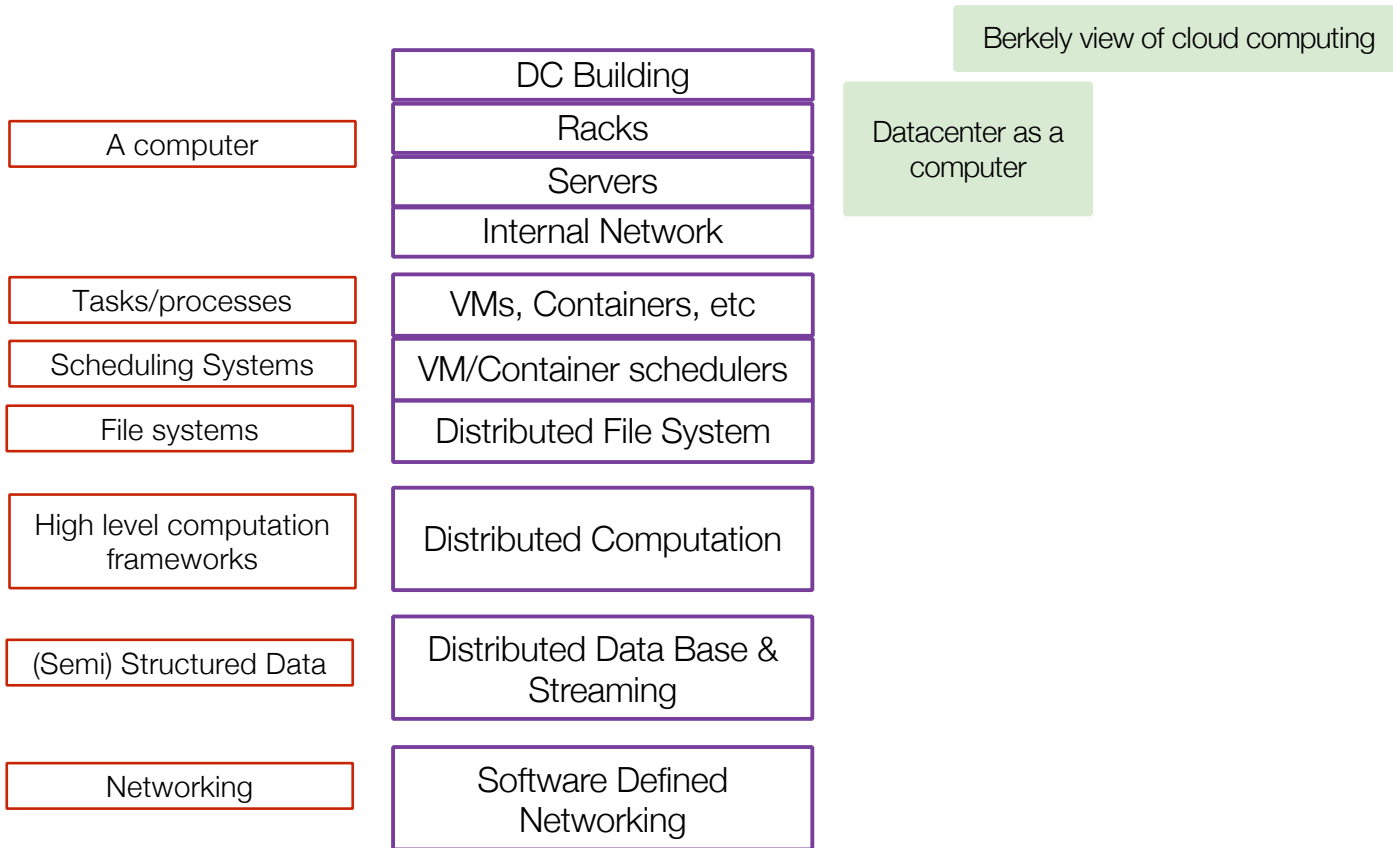 Berkely view of cloud computing
DC Building
A computer
Racks
Datacenter as a
computer
Servers
Internal Network
Tasks/processes
VMs, Containers, etc
Scheduling Systems
VM/Container schedulers
File systems
Distributed File System
High level computation
frameworks
Distributed Computation
(Semi) Structured Data
Distributed Data Base &
Streaming
Networking
Software Defined
Networking